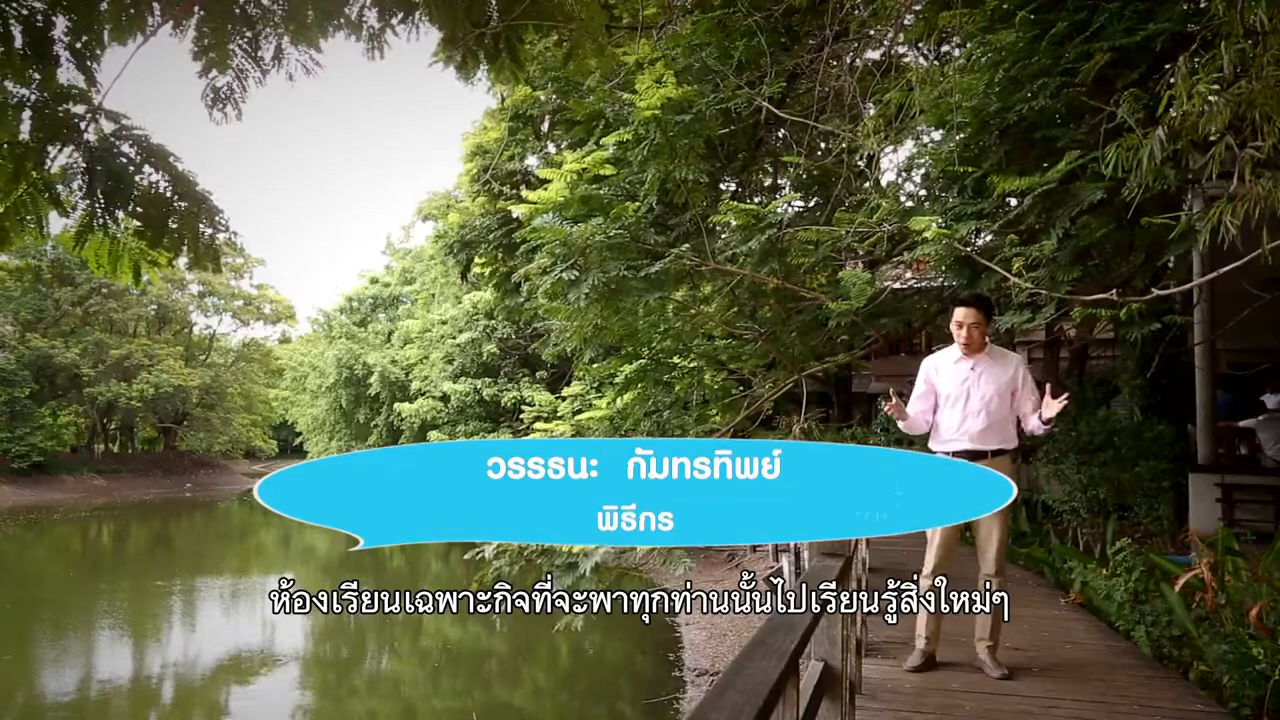 วรรธนะ กัมทรทิพย์
พิธีกร
ห้องเรียนเฉพาะกิจที่จะพาทุกท่านนั้นไปเรียนรู้สิ่งใหม่ๆ